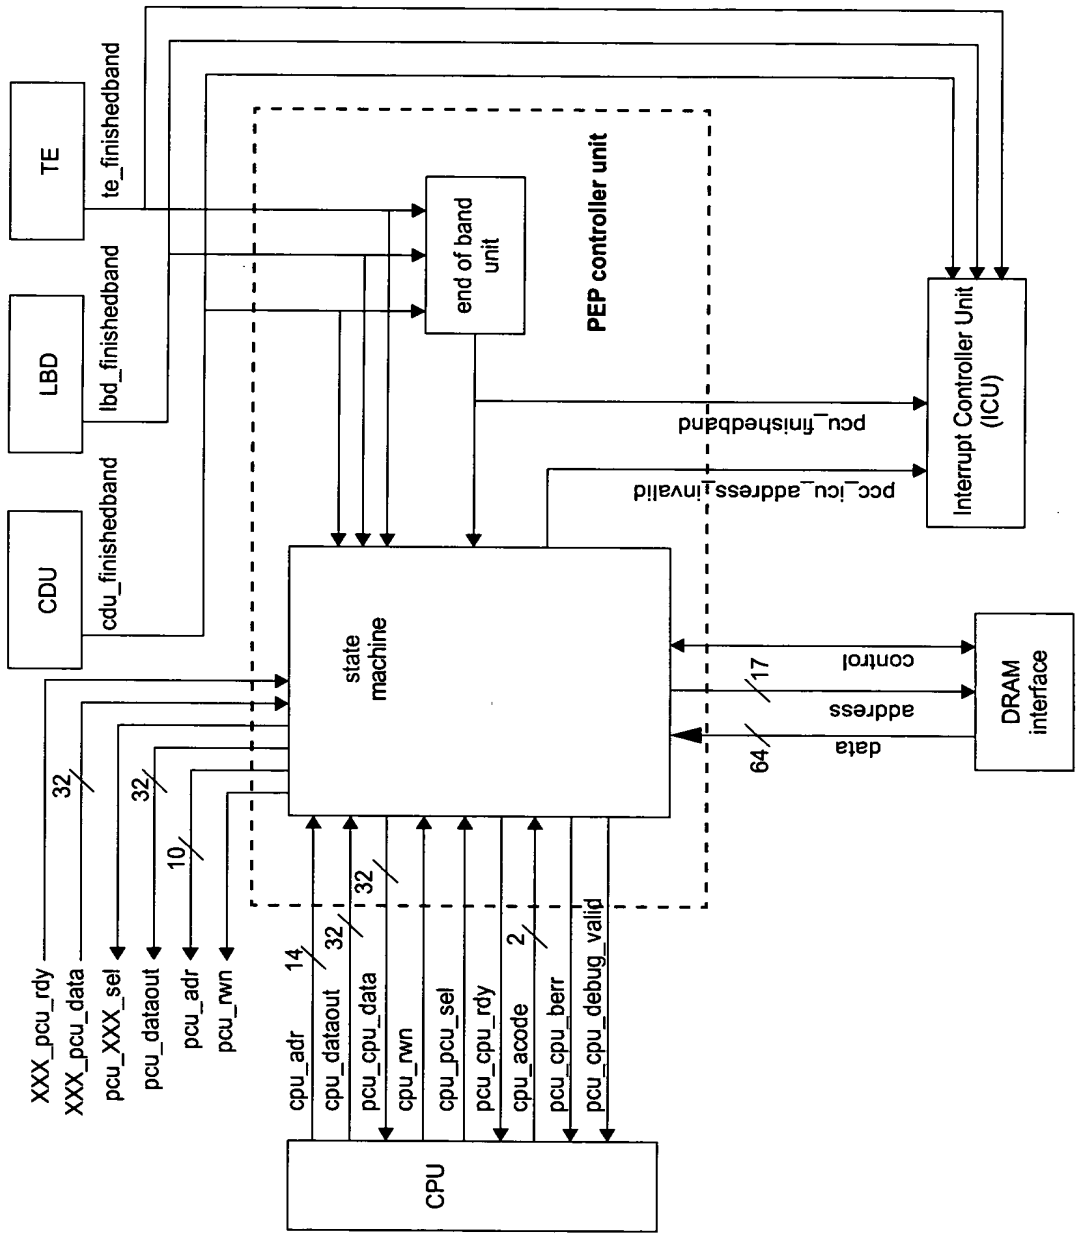 TE
te_finishedband
LBD
lbd_finishedband
CDU
cdu_finishedband
end of band
unit
PEP controller unit
Interrupt Controller Unit
(ICU)
pcu_finishedband
pcc_icu_address_invalid
state
machine
XXX_pcu_rdy
XXX_pcu_data
32
pcu_XXX_sel
pcu_dataout
32
pcu_adr
10
pcu_rwn
cpu_adr
14
cpu_dataout
32
pcu_cpu_data
32
cpu_rwn
cpu_pcu_sel
pcu_cpu_rdy
cpu_acode
2
pcu_cpu_berr
pcu_cpu_debug_valid
CPU
control
17
address
64
data
DRAM
interface